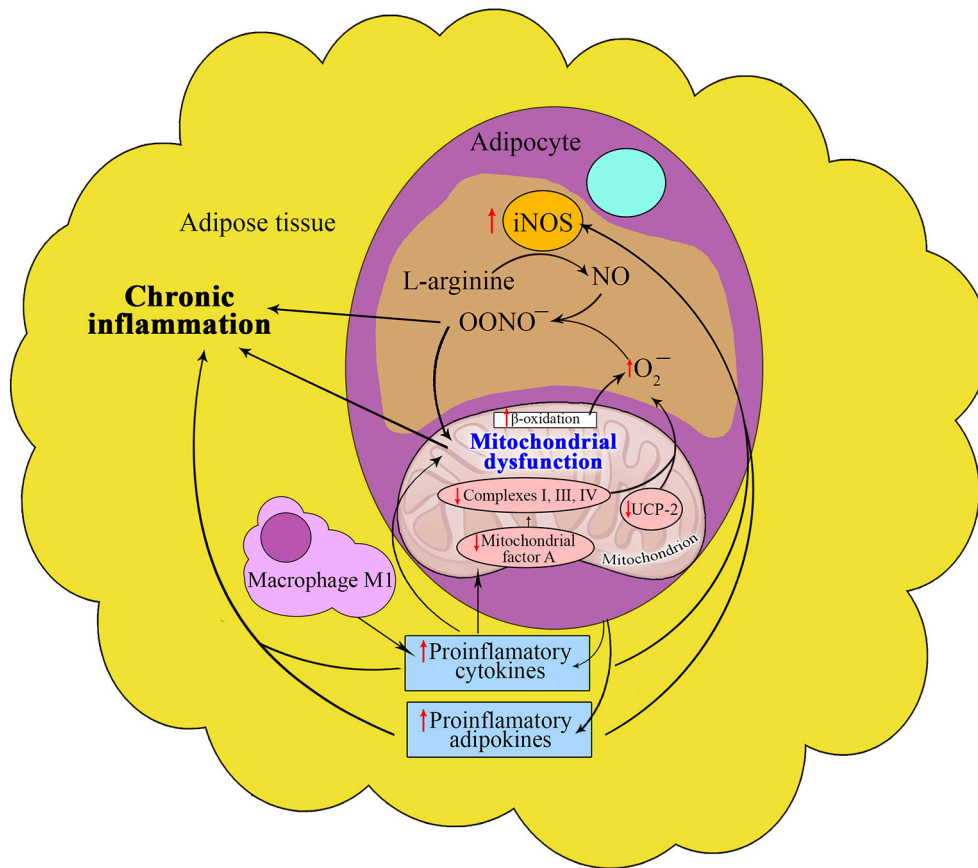 Adipocyte
Adipose tissue
↑ iNOS
L-arginine
NO
Chronic
inflammation
OONO⁻
↑O₂⁻
↑β-oxidation
Mitochondrial
dysfunction
↓Complexes I, III, IV
↓UCP-2
↓Mitochondrial
factor A
Mitochondrion
Macrophage M1
↑Proinflamatory
cytokines
↑Proinflamatory
adipokines